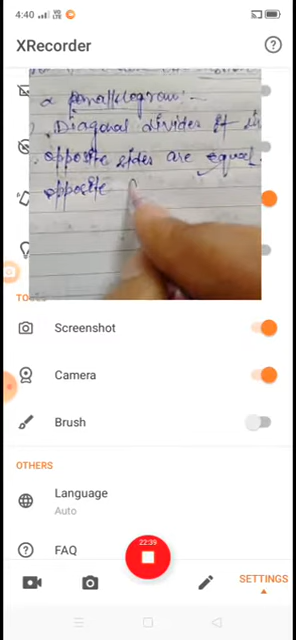 4:40
XRecorder
a parallelogram:-
Diagonal divides it
opposite sides are equal.
opposite
TOOLS
Screenshot
Camera
Brush
OTHERS
Language
Auto
FAQ
22:39
SETTINGS